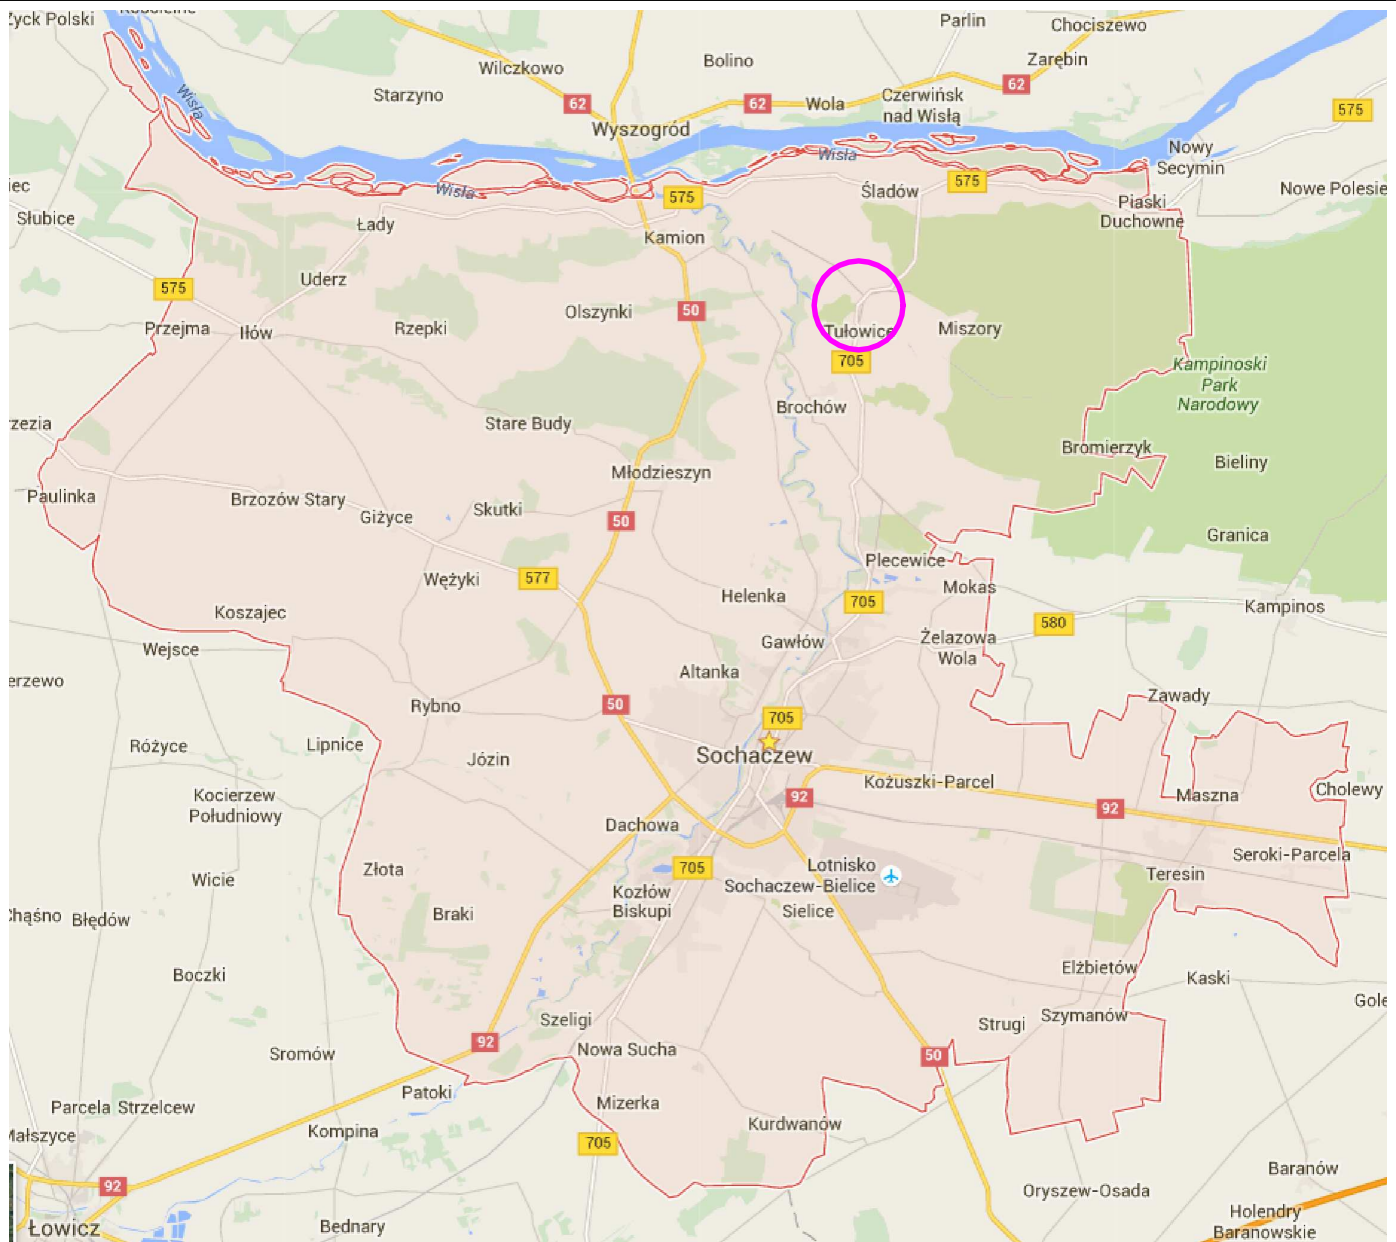 Życk Polski
Parlin
Chociszewo
Wilczkowo
Bolino
Zarębin
Starzyno
62
62
Wola
Czerwińsk
nad Wisłą
62
575
Wisła
Wyszogród
Wisła
Nowy
Secymin
Wisła
575
Śladów
575
Nowe Polesie
Słubice
Łady
Kamion
Piaski
Duchowne
575
Uderz
50
Olszynki
Przejma
Iłów
Rzepki
Tułowice
Miszory
705
Kampinoski
Park
Narodowy
Brochów
Stare Budy
Bromierzyk
Bieliny
Młodzieszyn
Paulinka
Brzozów Stary
Giżyce
Skutki
50
Granica
Plecewice
577
Wężyki
Helenka
705
Mokas
Kampinos
580
Koszajec
Wejsce
Gawłów
Żelazowa
Wola
Altanka
Zawady
Rybno
50
705
Różyce
Lipnice
Józin
Sochaczew
Kożuszki-Parcel
92
92
Maszna
Cholewy
Kocierzew
Południowy
Dachowa
Złota
705
Lotnisko
Sochaczew-Bielice
Seroki-Parcela
Teresin
Wicie
Kozłów
Biskupi
Sielice
Błędów
Braki
Boczki
Elżbietów
Kaski
Szeligi
Strugi
Szymanów
92
Sromów
Nowa Sucha
50
Patoki
Mizerka
Parcela Strzelcew
Kompina
705
Kurdwanów
Baranów
92
Oryszew-Osada
Łowicz
Bednary
Holendry
Baranowskie